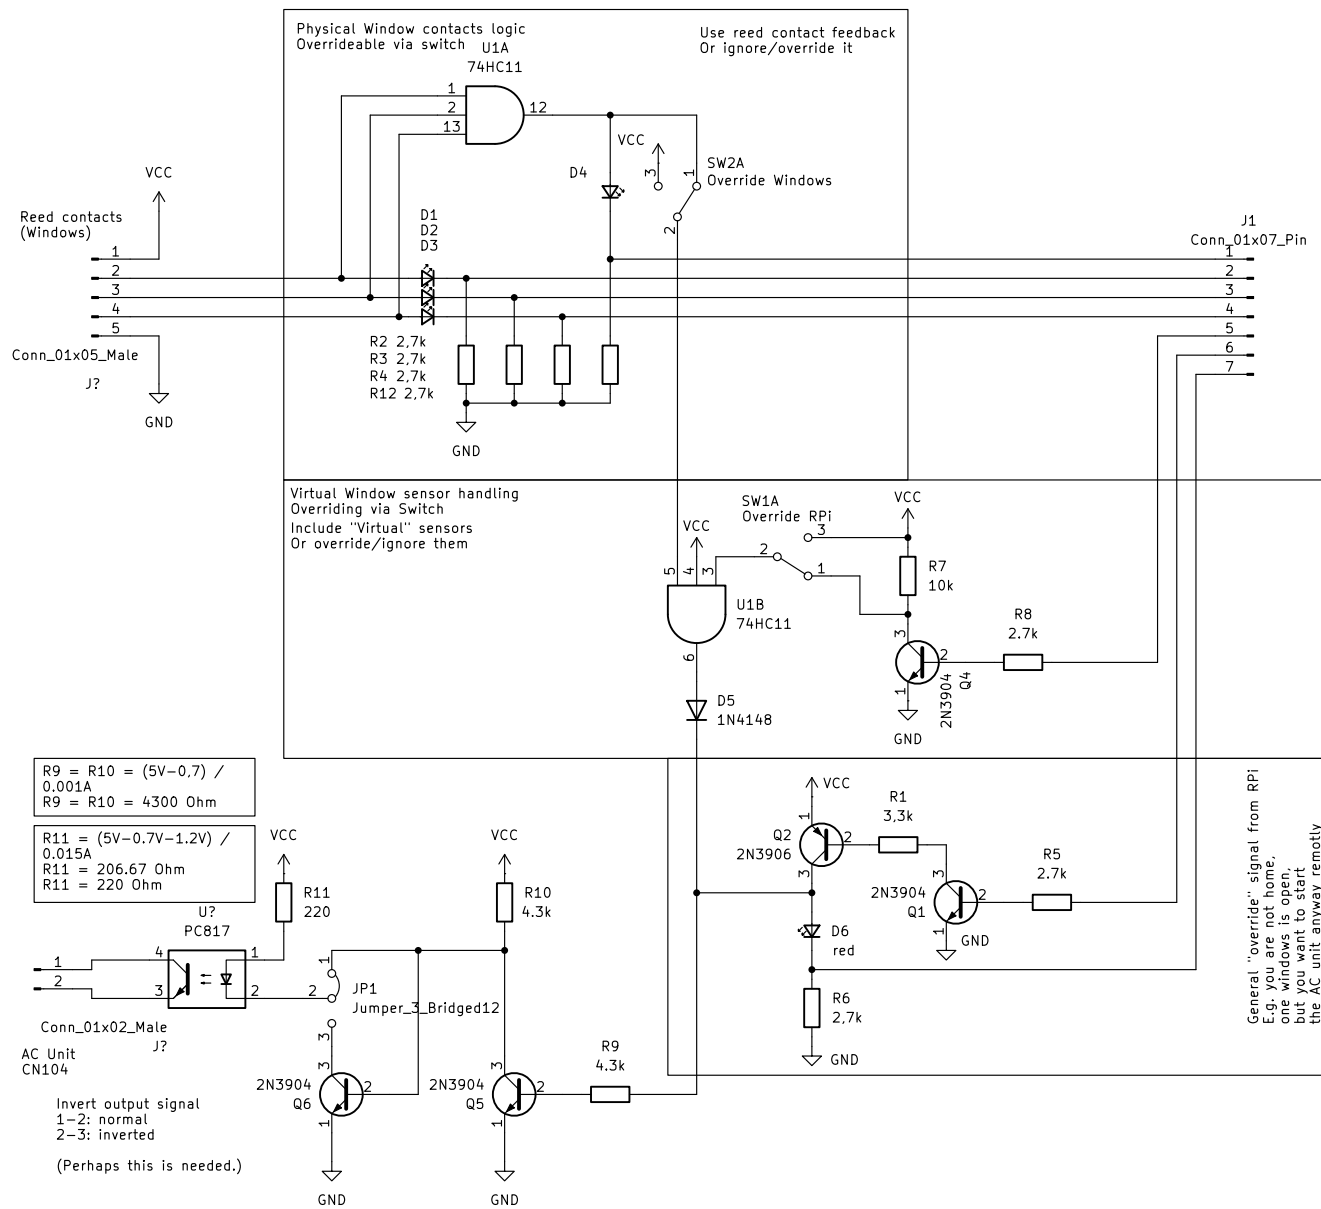 Physical Window contacts logic
Overrideable via switch
U1A
74HC11
Use reed contact feedback
Or ignore/override it
1
2
13
12
VCC
3
1
SW2A
Override Windows
2
D4
VCC
Reed contacts
(Windows)
1
2
3
4
5
Conn_01x05_Male
J?
GND
D1
D2
D3
R2 2,7k
R3 2,7k
R4 2,7k
R12 2,7k
GND
J1
Conn_01x07_Pin
1
2
3
4
5
6
7
Virtual Window sensor handling
Overriding via Switch
Include "Virtual" sensors
Or override/ignore them
SW1A
Override RPi
3
2
1
VCC
5
4
3
U1B
74HC11
6
VCC
R7
10k
R8
2.7k
3
2
1
2N3904
Q4
GND
D5
1N4148
R9 = R10 = (5V-0,7) /
0.001A
R9 = R10 = 4300 Ohm
R11 = (5V-0.7V-1.2V) /
0.015A
R11 = 206.67 Ohm
R11 = 220 Ohm
VCC
R11
220
VCC
R10
4.3k
U?
PC817
4
3
1
2
1
2
Conn_01x02_Male
J?
AC Unit
CN104
1
2
3
JP1
Jumper_3_Bridged12
3
2
1
2N3904
Q6
GND
3
2
1
2N3904
Q5
GND
R9
4.3k
Invert output signal
1-2: normal
2-3: inverted
(Perhaps this is needed.)
VCC
1
Q2
2N3906
2
3
R1
3,3k
R5
2.7k
3
2N3904
Q1
2
1
GND
D6
red
R6
2,7k
GND
General "override" signal from RPi
E.g. you are not home,
one windows is open,
but you want to start
the AC unit anyway remotly